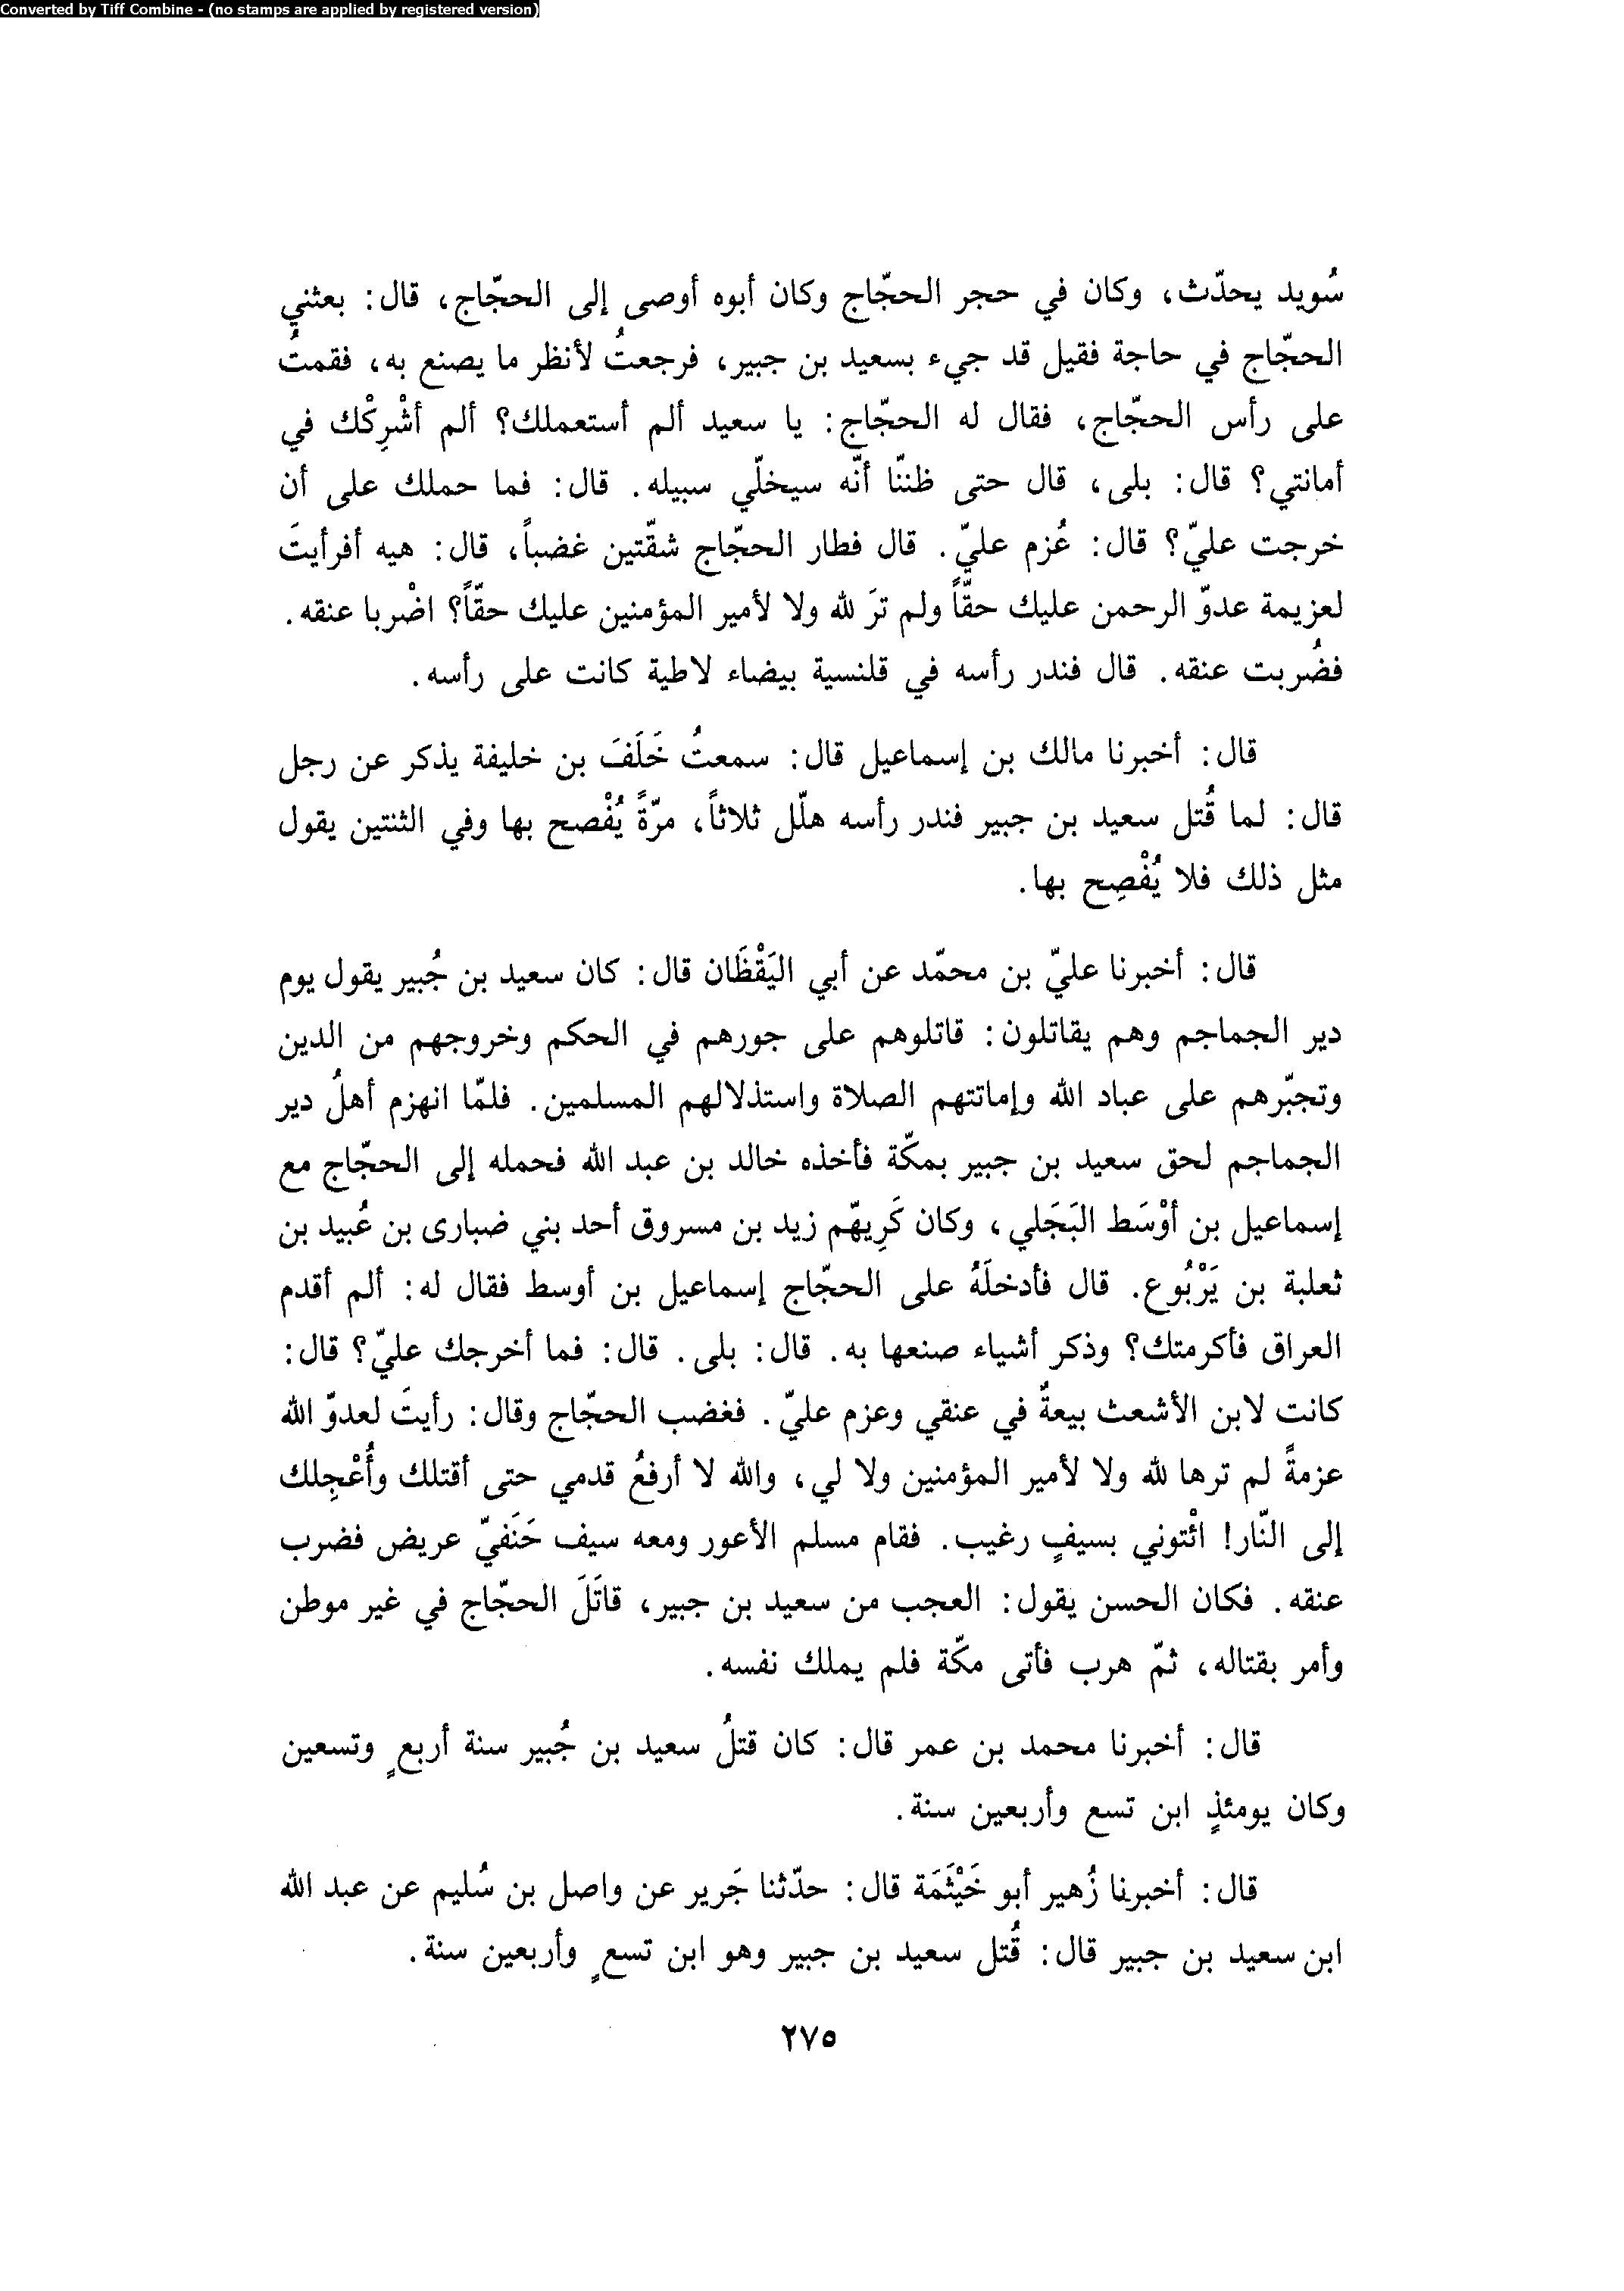 Converted by Tiff Combine - (no stamps are applied by registered version)
سُويد يحدّث، وكان في حجر الحجّاج وكان أبوه أوصى إلى الحجّاج، قال: بعثني
الحجّاج في حاجة فقيل قد جيء بسعيد بن جبير، فرجعتُ لأنظر ما يصنع به، فقمتُ
على رأس الحجّاج، فقال له الحجّاج: يا سعيد ألم أستعملك؟ ألم أشْرِكْك في
أمانتي؟ قال: بلى، قال حتى ظننّا أنّه سيخلّي سبيله. قال: فما حملك على أن
خرجت عليّ؟ قال: عُزم عليّ. قال فطار الحجّاج شقّتين غضباً، قال: هيه أفرأيتَ
لعزيمة عدوّ الرحمن عليك حقّاً ولم ترَ لله ولا لأمير المؤمنين عليك حقّاً؟ اضْربا عنقه.
فضُربت عنقه. قال فندر رأسه في قلنسية بيضاء لاطية كانت على رأسه.
قال: أخبرنا مالك بن إسماعيل قال: سمعتُ خَلَفَ بن خليفة يذكر عن رجل
قال: لما قُتل سعيد بن جبير فندر رأسه هلّل ثلاثاً، مرّةً يُفْصح بها وفي الثنتين يقول
مثل ذلك فلا يُفْصِح بها.
قال: أخبرنا عليّ بن محمّد عن أبي اليَقْظَان قال: كان سعيد بن جُبير يقول يوم
دير الجماجم وهم يقاتلون: قاتلوهم على جورهم في الحكم وخروجهم من الدين
وتجبّرهم على عباد الله وإماتتهم الصلاة واستذلالهم المسلمين. فلمّا انهزم أهلُ دير
الجماجم لحق سعيد بن جبير بمكّة فأخذه خالد بن عبد الله فحمله إلى الحجّاج مع
إسماعيل بن أوْسَط البَجَلي، وكان كَرِيهّم زيد بن مسروق أحد بني ضبارى بن عُبيد بن
ثعلبة بن يَرْبُوع. قال فأدخلَهُ على الحجّاج إسماعيل بن أوسط فقال له: ألم أقدم
العراق فأكرمتك؟ وذكر أشياء صنعها به. قال: بلى. قال: فما أخرجك عليّ؟ قال:
كانت لابن الأشعث بيعةٌ في عنقي وعزم عليّ. فغضب الحجّاج وقال: رأيتَ لعدوّ الله
عزمةً لم ترها لله ولا لأمير المؤمنين ولا لي، والله لا أرفعُ قدمي حتى أقتلك وأُعْجِلك
إلى النّار! ائْتوني بسيفٍ رغيب. فقام مسلم الأعور ومعه سيف حَنَفيّ عريض فضرب
عنقه. فكان الحسن يقول: العجب من سعيد بن جبير، قاتَلَ الحجّاج في غير موطن
وأمر بقتاله، ثمّ هرب فأتى مكّة فلم يملك نفسه.
قال: أخبرنا محمد بن عمر قال: كان قتلُ سعيد بن جُبير سنة أربعٍ وتسعين
وكان يومئذٍ ابن تسع وأربعين سنة.
قال: أخبرنا زُهير أبو خَيْثَمَة قال: حدّثنا جَرير عن واصل بن سُليم عن عبد الله
ابن سعيد بن جبير قال: قُتل سعيد بن جبير وهو ابن تسعٍ وأربعين سنة.
٢٧٥